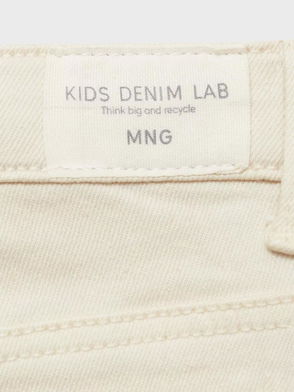 KIDS DENIM LAB
Think big and recycle
MNG